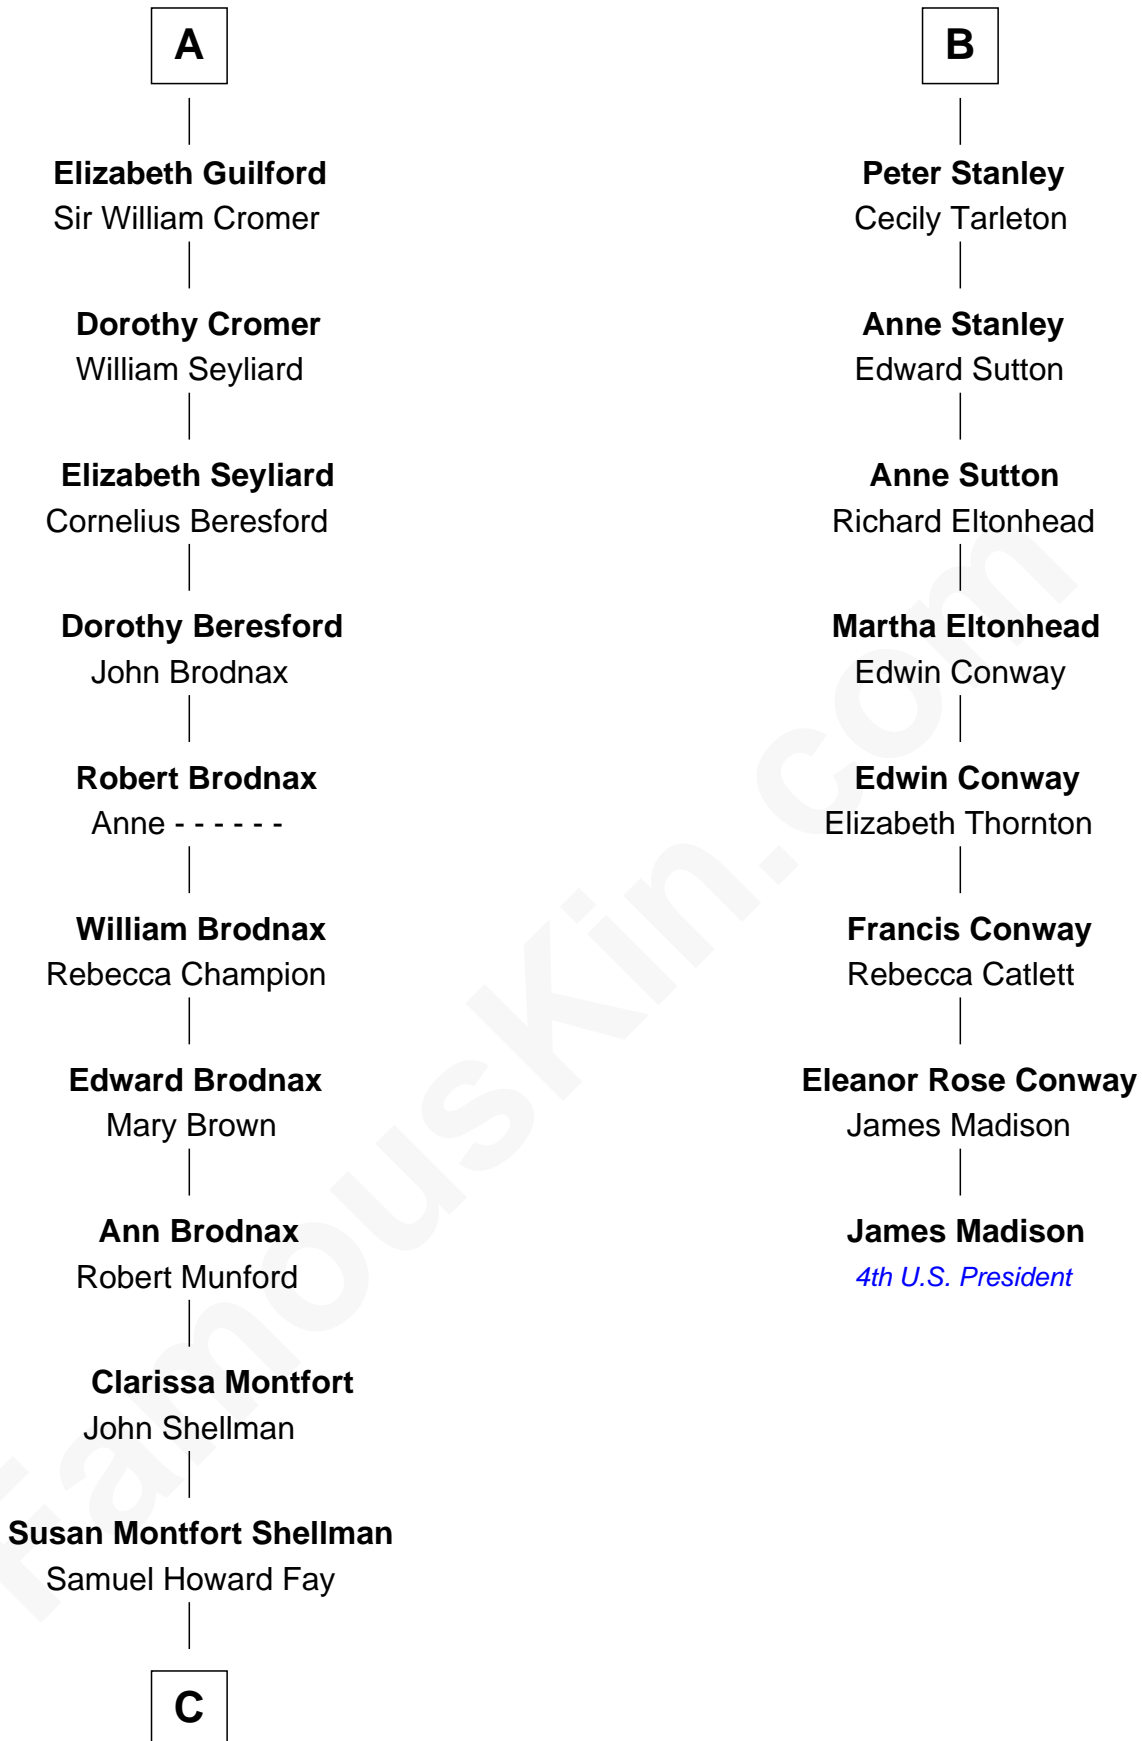 A
Elizabeth Guilford
Sir William Cromer
Dorothy Cromer
William Seyliard
Elizabeth Seyliard
Cornelius Beresford
Dorothy Beresford
John Brodnax
Robert Brodnax
Anne - - - - - -
William Brodnax
Rebecca Champion
Edward Brodnax
Mary Brown
Ann Brodnax
Robert Munford
Clarissa Montfort
John Shellman
Susan Montfort Shellman
Samuel Howard Fay
C
B
Peter Stanley
Cecily Tarleton
Anne Stanley
Edward Sutton
Anne Sutton
Richard Eltonhead
Martha Eltonhead
Edwin Conway
Edwin Conway
Elizabeth Thornton
Francis Conway
Rebecca Catlett
Eleanor Rose Conway
James Madison
James Madison
4th U.S. President
FamousKin.com